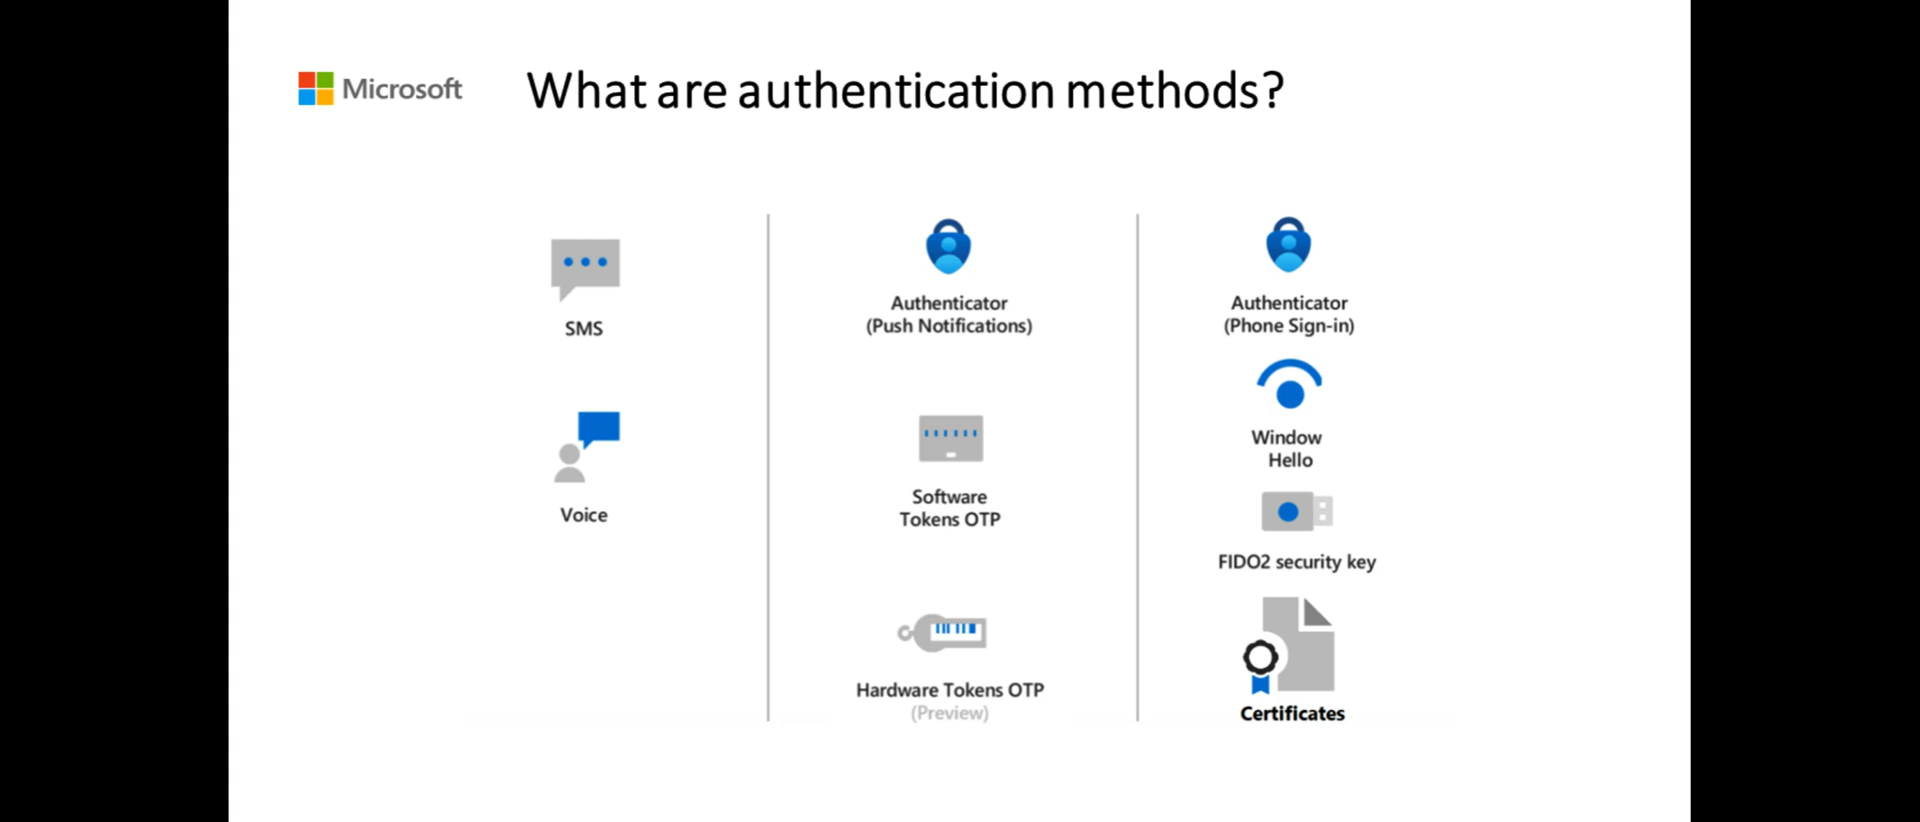 Microsoft
What are authentication methods?
SMS
Voice
Authenticator
(Push Notifications)
Software
Tokens OTP
Hardware Tokens OTP
(Preview)
Authenticator
(Phone Sign-in)
Window
Hello
FIDO2 security key
Certificates